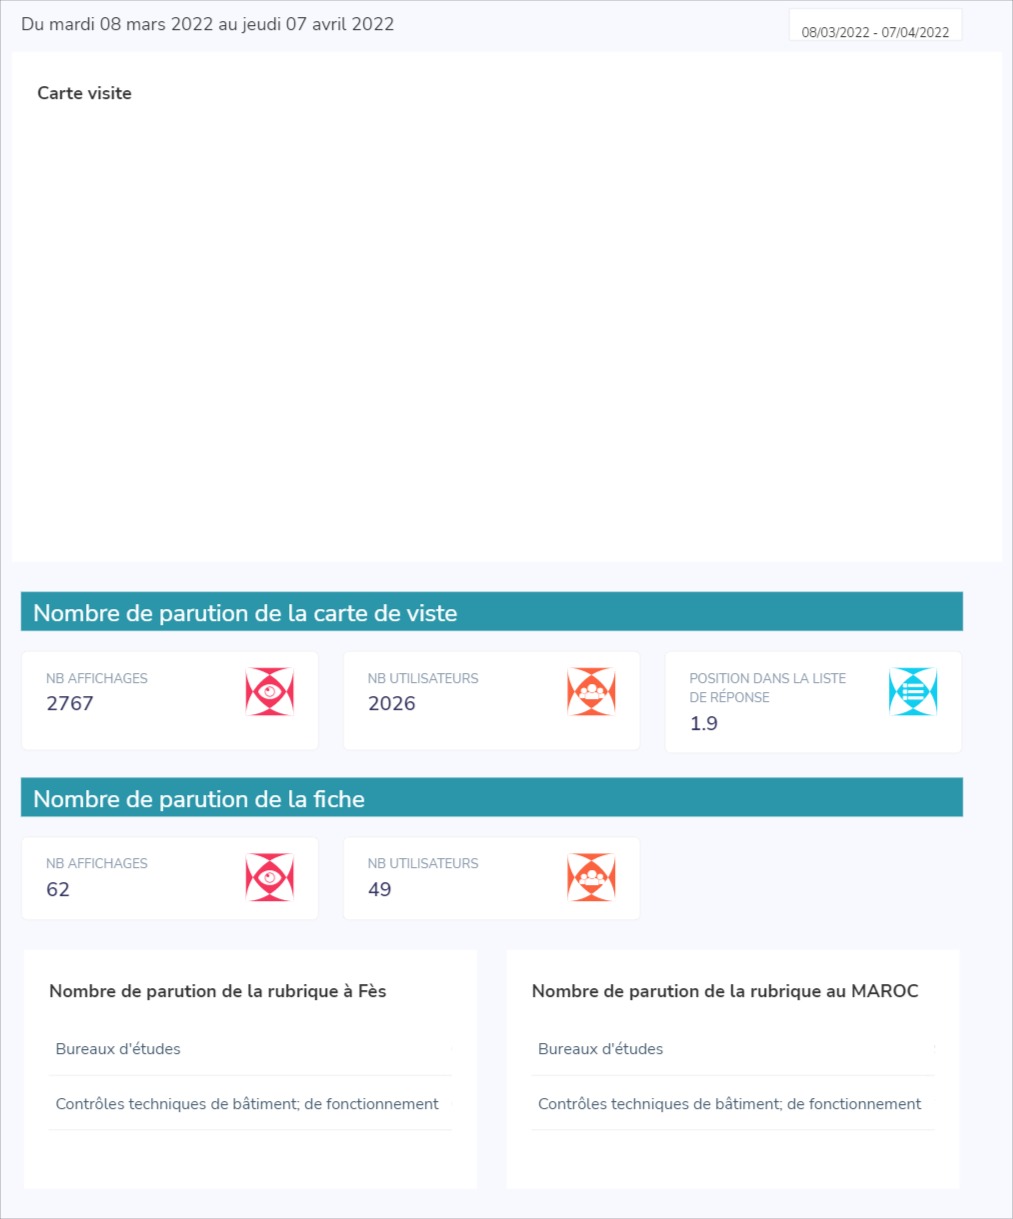 Du mardi 08 mars 2022 au jeudi 07 avril 2022
08/03/2022 - 07/04/2022
Carte visite
Nombre de parution de la carte de viste
NB AFFICHAGES
2767
NB UTILISATEURS
2026
POSITION DANS LA LISTE
DE RÉPONSE
1.9
Nombre de parution de la fiche
NB AFFICHAGES
62
NB UTILISATEURS
49
Nombre de parution de la rubrique à Fès
Bureaux d'études
Contrôles techniques de bâtiment; de fonctionnement
Nombre de parution de la rubrique au MAROC
Bureaux d'études
Contrôles techniques de bâtiment; de fonctionnement